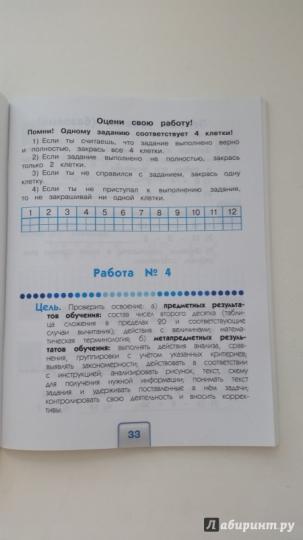 Оцени свою работу!
Помни! Одному заданию соответствует 4 клетки!
1) Если ты считаешь, что задание выполнено верно
и полностью, закрась все 4 клетки.
2) Если задание выполнено не полностью, закрась
только 2 клетки.
3) Если ты не справился с заданием, закрась одну
клетку.
4) Если ты не приступал к выполнению задания,
то не закрашивай ни одной клетки.
1 2 3 4 5 6 7 8 9 10 11 12
Работа № 4
Цель. Проверить освоение: а) предметных результа-
тов обучения: состав чисел второго десятка (табли-
ца сложения в пределах 20 и соответствующие
случаи вычитания); действия с величинами; матема-
тическая терминология; б) метапредметных резуль-
татов обучения: выполнять действия анализа, срав-
нения, группировки с учётом указанных критериев;
выявлять закономерности; действовать в соответствии
с инструкцией; анализировать рисунок, текст, схему
для получения нужной информации; понимать текст
задания и удерживать поставленные в нём задачи;
контролировать свою деятельность и вносить коррек-
тивы.
33
Лабиринт.ру